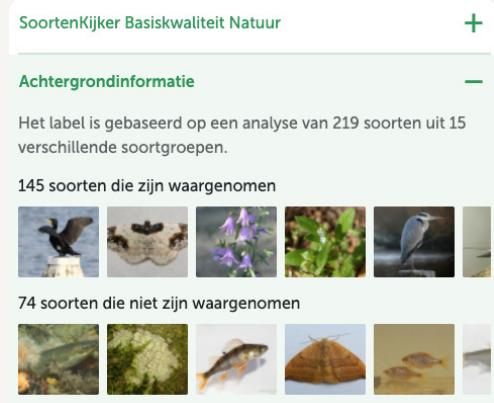 SoortenKijker Basiskwaliteit Natuur
Achtergrondinformatie
Het label is gebaseerd op een analyse van 219 soorten uit 15
verschillende soortgroepen.
145 soorten die zijn waargenomen
74 soorten die niet zijn waargenomen